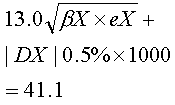 13.0√βX × eX +
| DX | 0.5% × 1000
= 41.1